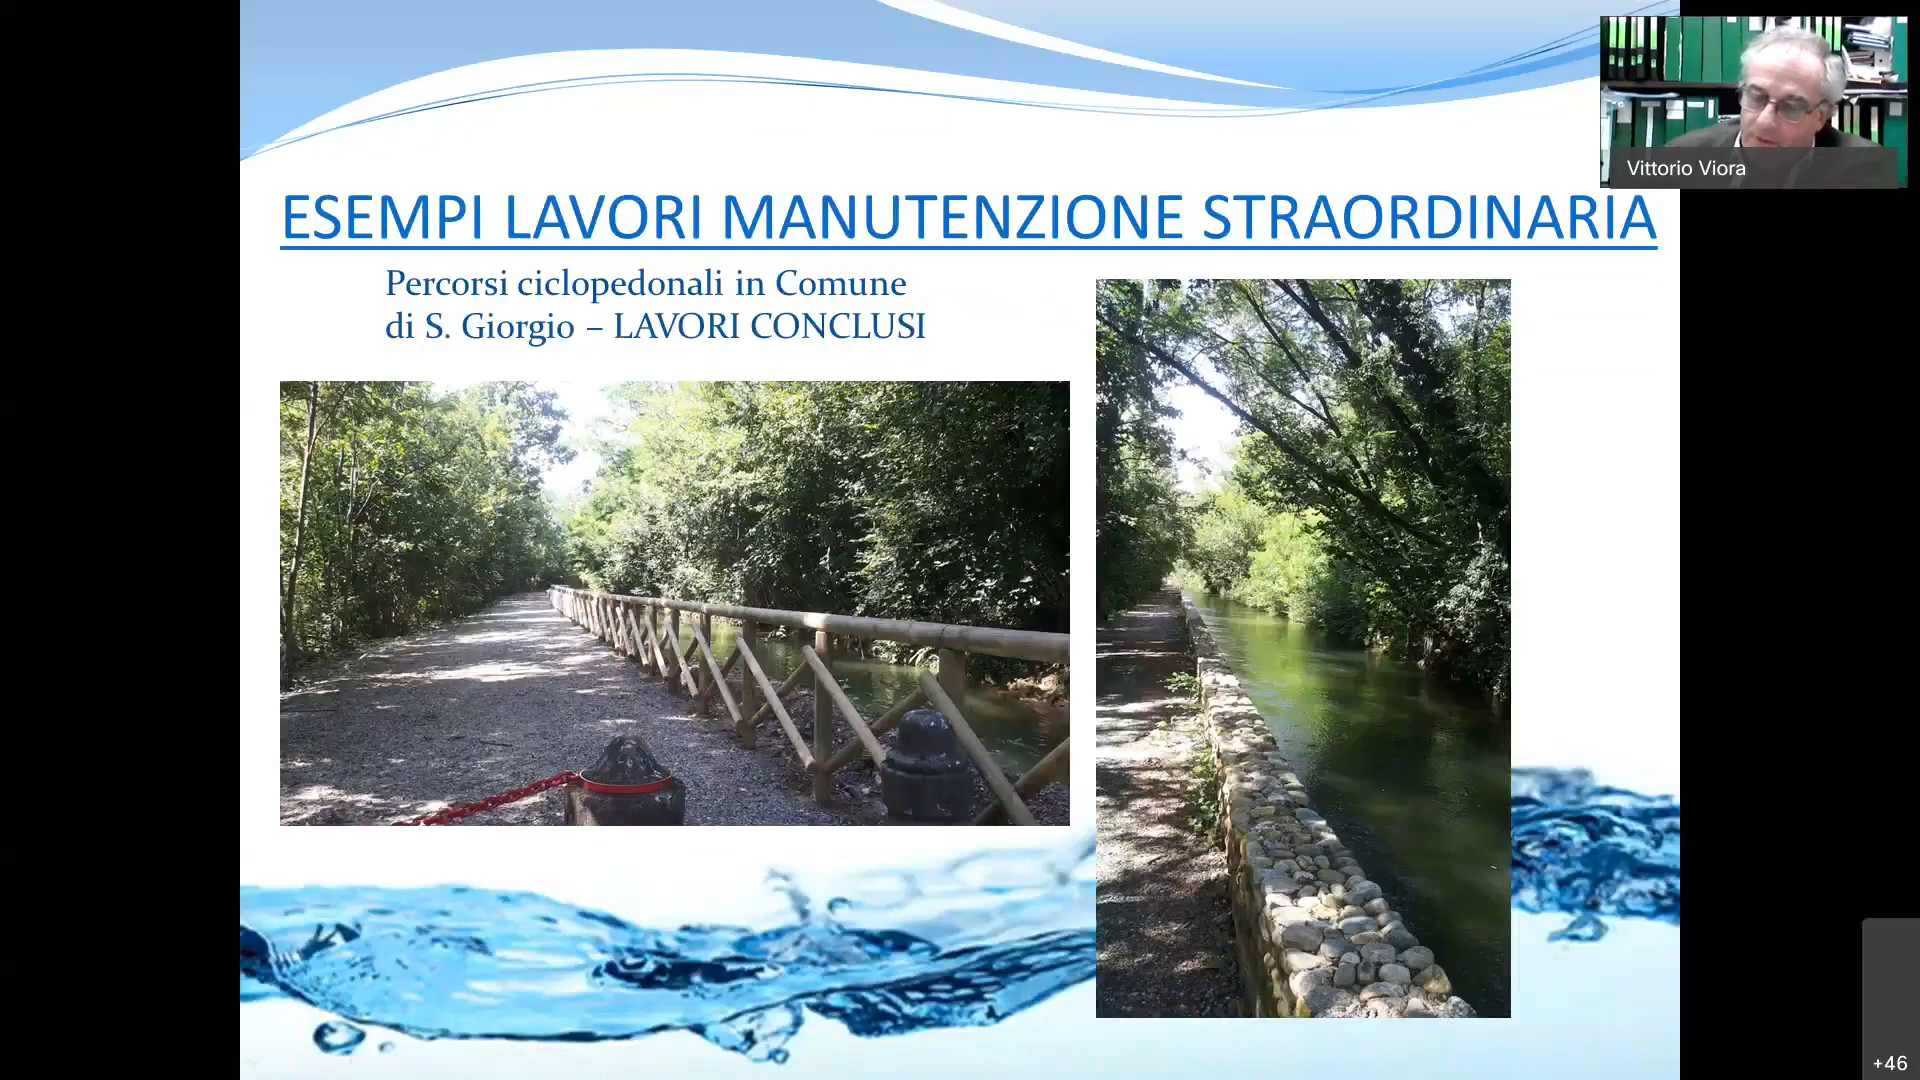 Vittorio Viora
ESEMPI LAVORI MANUTENZIONE STRAORDINARIA
Percorsi ciclopedonali in Comune
di S. Giorgio – LAVORI CONCLUSI
+46